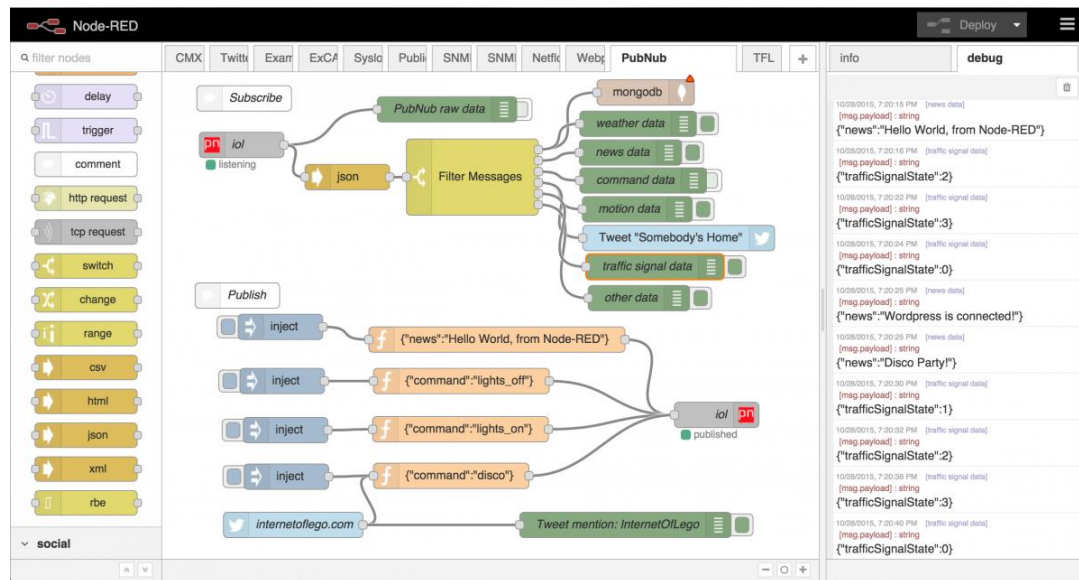 Node-RED
Deploy
filter nodes
CMX
Twitte
Exam
ExCA
Syslo
Public
SNMI
SNMI
Netflo
Webp
PubNub
TFL
info
debug
delay
trigger
comment
http request
tcp request
switch
change
range
csv
html
json
xml
rbe
social
Subscribe
pn
iol
listening
json
PubNub raw data
Filter Messages
mongodb
weather data
news data
command data
motion data
Tweet "Somebody's Home"
traffic signal data
other data
Publish
inject
{"news":"Hello World, from Node-RED"}
inject
{"command":"lights_off"}
inject
{"command":"lights_on"}
inject
{"command":"disco"}
iol
pn
published
internetoflego.com
Tweet mention: InternetOfLego
10/28/2015, 7:20:15 PM [news data]
[msg.payload] : string
{"news":"Hello World, from Node-RED"}
10/28/2015, 7:20:16 PM [traffic signal data]
[msg.payload] : string
{"trafficSignalState":2}
10/28/2015, 7:20:22 PM [traffic signal data]
[msg.payload] : string
{"trafficSignalState":3}
10/28/2015, 7:20:24 PM [traffic signal data]
[msg.payload] : string
{"trafficSignalState":0}
10/28/2015, 7:20:25 PM [news data]
[msg.payload] : string
{"news":"Wordpress is connected!"}
10/28/2015, 7:20:25 PM [news data]
[msg.payload] : string
{"news":"Disco Party!"}
10/28/2015, 7:20:30 PM [traffic signal data]
[msg.payload] : string
{"trafficSignalState":1}
10/28/2015, 7:20:32 PM [traffic signal data]
[msg.payload] : string
{"trafficSignalState":2}
10/28/2015, 7:20:38 PM [traffic signal data]
[msg.payload] : string
{"trafficSignalState":3}
10/28/2015, 7:20:40 PM [traffic signal data]
[msg.payload] : string
{"trafficSignalState":0}